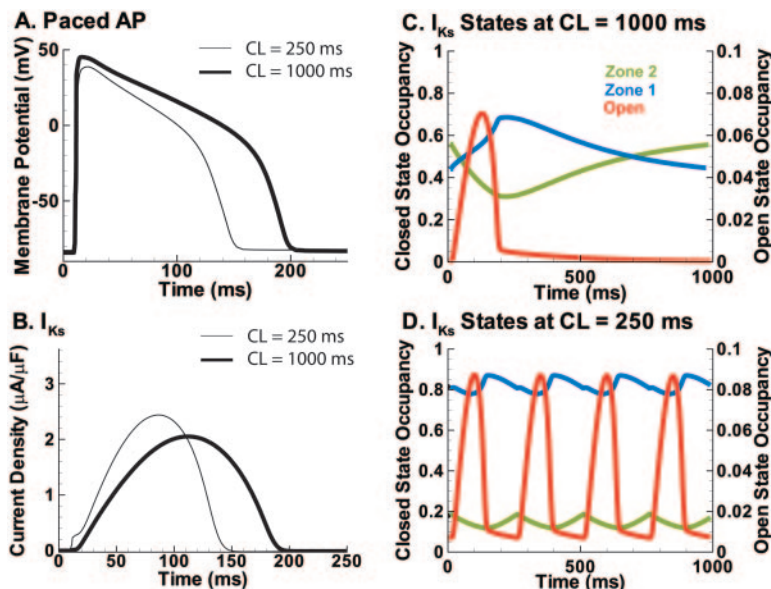 A. Paced AP
Membrane Potential (mV)
50
0
-50
CL = 250 ms
CL = 1000 ms
0
100
200
Time (ms)
B. IKs
Current Density (µA/µF)
3
2
1
0
CL = 250 ms
CL = 1000 ms
0
50
100
150
200
250
Time (ms)
C. IKs States at CL = 1000 ms
Closed State Occupancy
1
0.8
0.6
0.4
0.2
0
Zone 2
Zone 1
Open
0.1
0.08
0.06
0.04
0.02
0
Open State Occupancy
0
500
1000
Time (ms)
D. IKs States at CL = 250 ms
Closed State Occupancy
1
0.8
0.6
0.4
0.2
0
0.1
0.08
0.06
0.04
0.02
0
Open State Occupancy
0
500
1000
Time (ms)